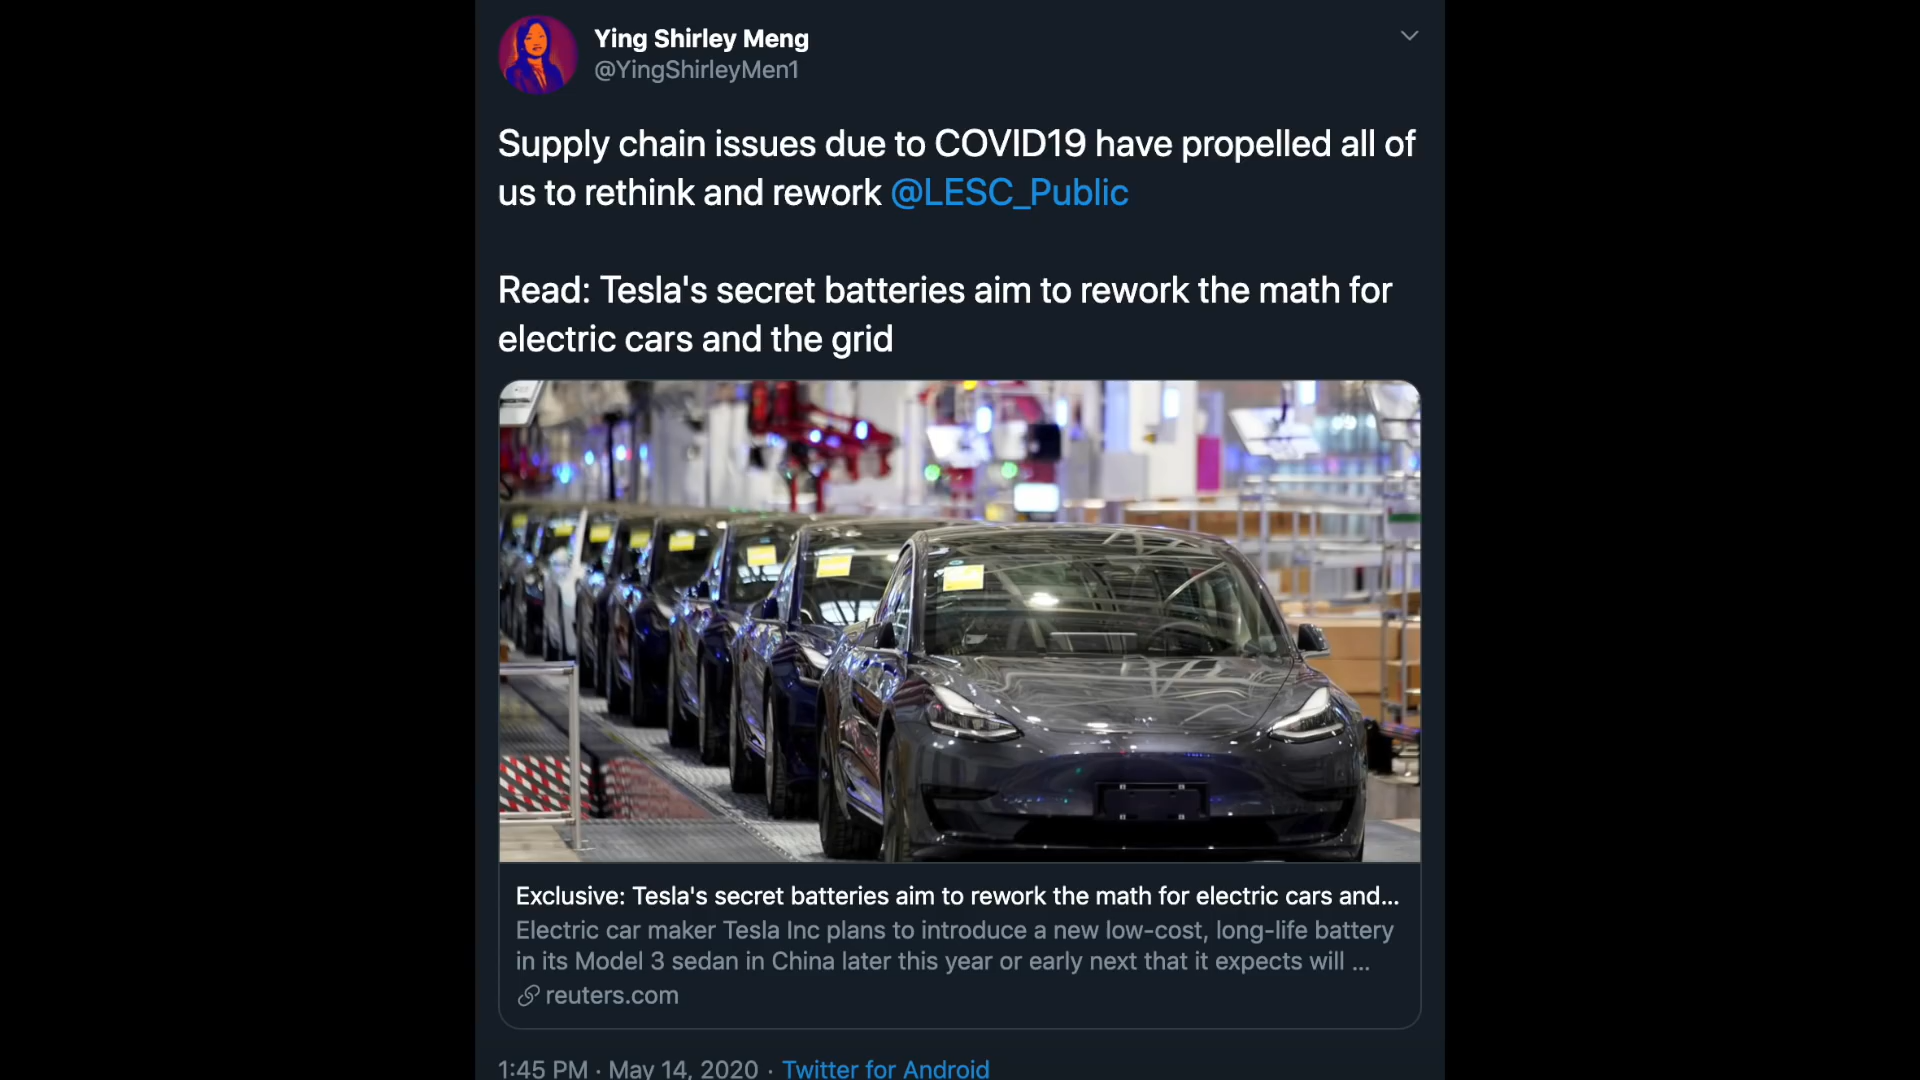 Ying Shirley Meng
@YingShirleyMen1
Supply chain issues due to COVID19 have propelled all of
us to rethink and rework @LESC_Public
Read: Tesla's secret batteries aim to rework the math for
electric cars and the grid
Exclusive: Tesla's secret batteries aim to rework the math for electric cars and...
Electric car maker Tesla Inc plans to introduce a new low-cost, long-life battery
in its Model 3 sedan in China later this year or early next that it expects will ...
reuters.com
1:45 PM · May 14, 2020 · Twitter for Android